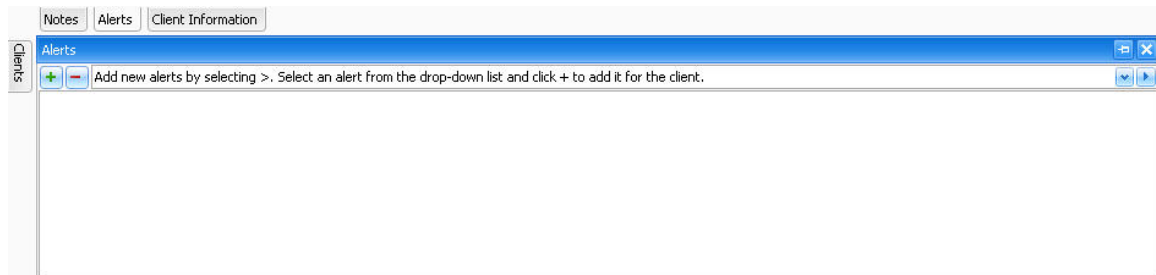 Notes Alerts Client Information
Clients
Alerts
Add new alerts by selecting >. Select an alert from the drop-down list and click + to add it for the client.